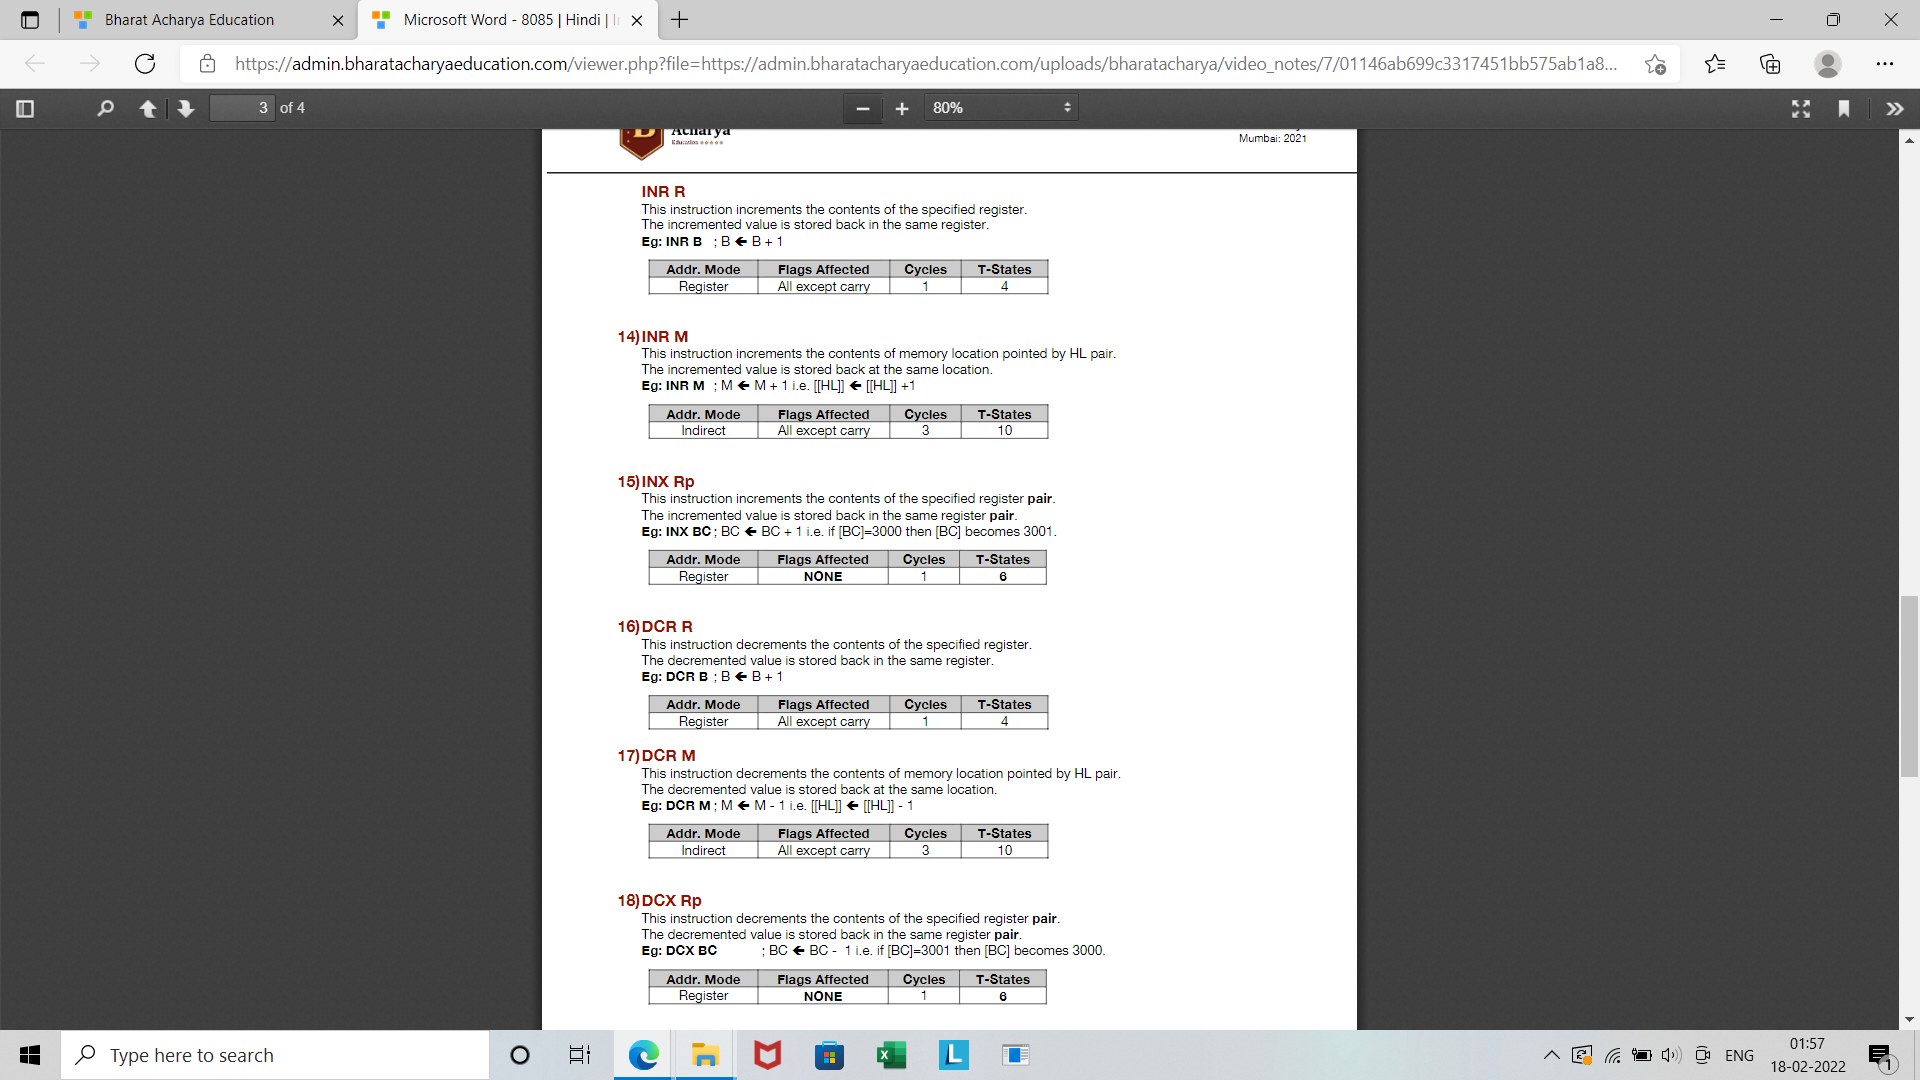 Bharat Acharya Education
Microsoft Word - 8085 | Hindi |
https://admin.bharatacharyaeducation.com/viewer.php?file=https://admin.bharatacharyaeducation.com/uploads/bharatacharya/video_notes/7/01146ab699c3317451bb575ab1a8...
3 of 4
80%
Acharya
Education
Mumbai: 2021
INR R
This instruction increments the contents of the specified register.
The incremented value is stored back in the same register.
Eg: INR B ; B 🡰 B + 1
Addr. Mode Flags Affected Cycles T-States
Register All except carry 1 4
14) INR M
This instruction increments the contents of memory location pointed by HL pair.
The incremented value is stored back at the same location.
Eg: INR M ; M 🡰 M + 1 i.e. [[HL]] 🡰 [[HL]] +1
Addr. Mode Flags Affected Cycles T-States
Indirect All except carry 3 10
15) INX Rp
This instruction increments the contents of the specified register pair.
The incremented value is stored back in the same register pair.
Eg: INX BC ; BC 🡰 BC + 1 i.e. if [BC]=3000 then [BC] becomes 3001.
Addr. Mode Flags Affected Cycles T-States
Register NONE 1 6
16) DCR R
This instruction decrements the contents of the specified register.
The decremented value is stored back in the same register.
Eg: DCR B ; B 🡰 B + 1
Addr. Mode Flags Affected Cycles T-States
Register All except carry 1 4
17) DCR M
This instruction decrements the contents of memory location pointed by HL pair.
The decremented value is stored back at the same location.
Eg: DCR M ; M 🡰 M - 1 i.e. [[HL]] 🡰 [[HL]] - 1
Addr. Mode Flags Affected Cycles T-States
Indirect All except carry 3 10
18) DCX Rp
This instruction decrements the contents of the specified register pair.
The decremented value is stored back in the same register pair.
Eg: DCX BC ; BC 🡰 BC - 1 i.e. if [BC]=3001 then [BC] becomes 3000.
Addr. Mode Flags Affected Cycles T-States
Register NONE 1 6
Type here to search
ENG
01:57
18-02-2022
1